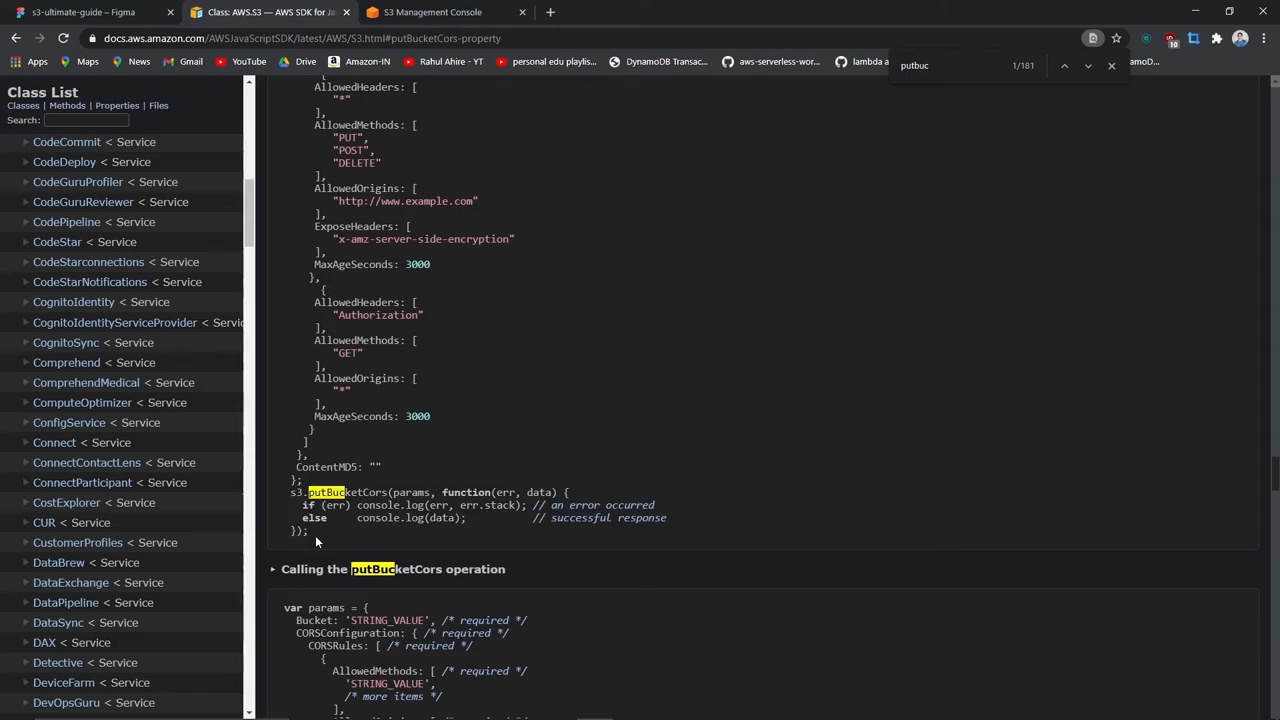 s3-ultimate-guide – Figma
Class: AWS.S3 — AWS SDK for Ja
S3 Management Console
docs.aws.amazon.com/AWSJavaScriptSDK/latest/AWS/S3.html#putBucketCors-property
10
Apps
Maps
News
Gmail
YouTube
Drive
Amazon-IN
Rahul Ahire - YT
personal edu playlis...
DynamoDB Transac...
aws-serverless-wor...
lambda a
moD...
putbuc
1/181
Class List
Classes | Methods | Properties | Files
Search:
CodeCommit < Service
CodeDeploy < Service
CodeGuruProfiler < Service
CodeGuruReviewer < Service
CodePipeline < Service
CodeStar < Service
CodeStarconnections < Service
CodeStarNotifications < Service
CognitoIdentity < Service
CognitoIdentityServiceProvider < Servic
CognitoSync < Service
Comprehend < Service
ComprehendMedical < Service
ComputeOptimizer < Service
ConfigService < Service
Connect < Service
ConnectContactLens < Service
ConnectParticipant < Service
CostExplorer < Service
CUR < Service
CustomerProfiles < Service
DataBrew < Service
DataExchange < Service
DataPipeline < Service
DataSync < Service
DAX < Service
Detective < Service
DeviceFarm < Service
DevOpsGuru < Service
{
AllowedHeaders: [
"*"
],
AllowedMethods: [
"PUT",
"POST",
"DELETE"
],
AllowedOrigins: [
"http://www.example.com"
],
ExposeHeaders: [
"x-amz-server-side-encryption"
],
MaxAgeSeconds: 3000
},
{
AllowedHeaders: [
"Authorization"
],
AllowedMethods: [
"GET"
],
AllowedOrigins: [
"*"
],
MaxAgeSeconds: 3000
}
]
},
ContentMD5: ""
};
s3.putBucketCors(params, function(err, data) {
if (err) console.log(err, err.stack); // an error occurred
else console.log(data); // successful response
});
Calling the putBucketCors operation
var params = {
Bucket: 'STRING_VALUE', /* required */
CORSConfiguration: { /* required */
CORSRules: [ /* required */
{
AllowedMethods: [ /* required */
'STRING_VALUE',
/* more items */
],